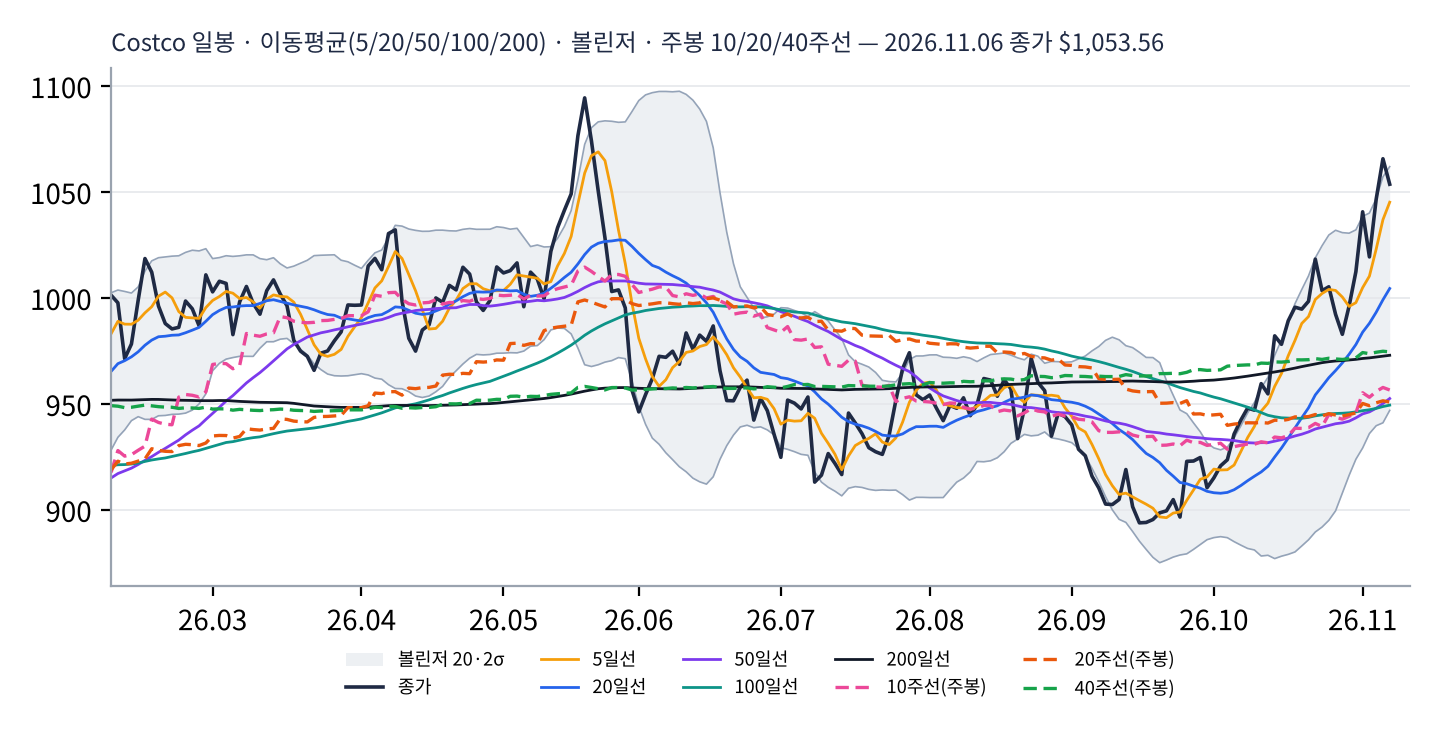 Costco 일봉 · 이동평균(5/20/50/100/200) · 볼린저 · 주봉 10/20/40주선 — 2026.11.06 종가 $1,053.56
1100
1050
1000
950
900
26.03 26.04 26.05 26.06 26.07 26.08 26.09 26.10 26.11
볼린저 20·2σ 5일선 50일선 200일선 20주선(주봉)
종가 20일선 100일선 10주선(주봉) 40주선(주봉)